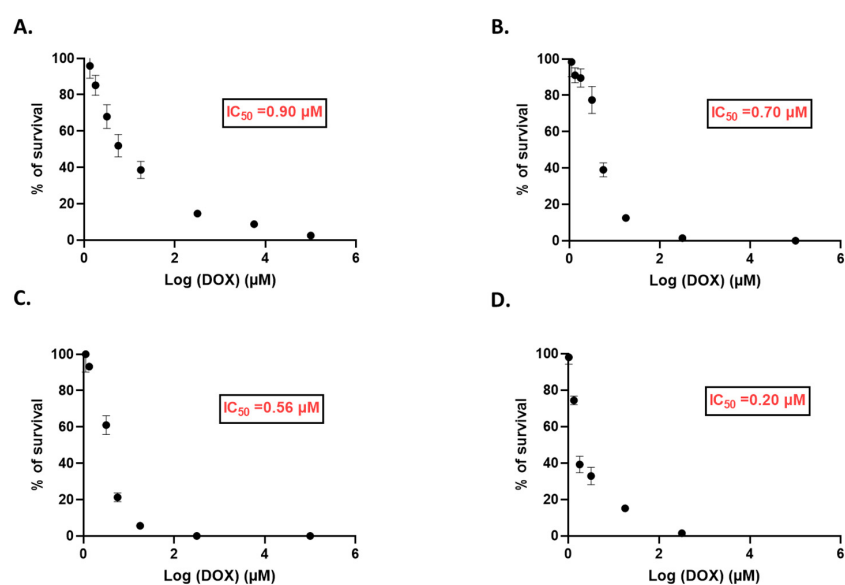 A.
100
80
60
40
20
0
% of survival
IC50 =0.90 µM
0 2 4 6
Log (DOX) (µM)
B.
100
80
60
40
20
0
% of survival
IC50 =0.70 µM
0 2 4 6
Log (DOX) (µM)
C.
100
80
60
40
20
0
% of survival
IC50 =0.56 µM
0 2 4 6
Log (DOX) (µM)
D.
100
80
60
40
20
0
% of survival
IC50 =0.20 µM
0 2 4 6
Log (DOX) (µM)